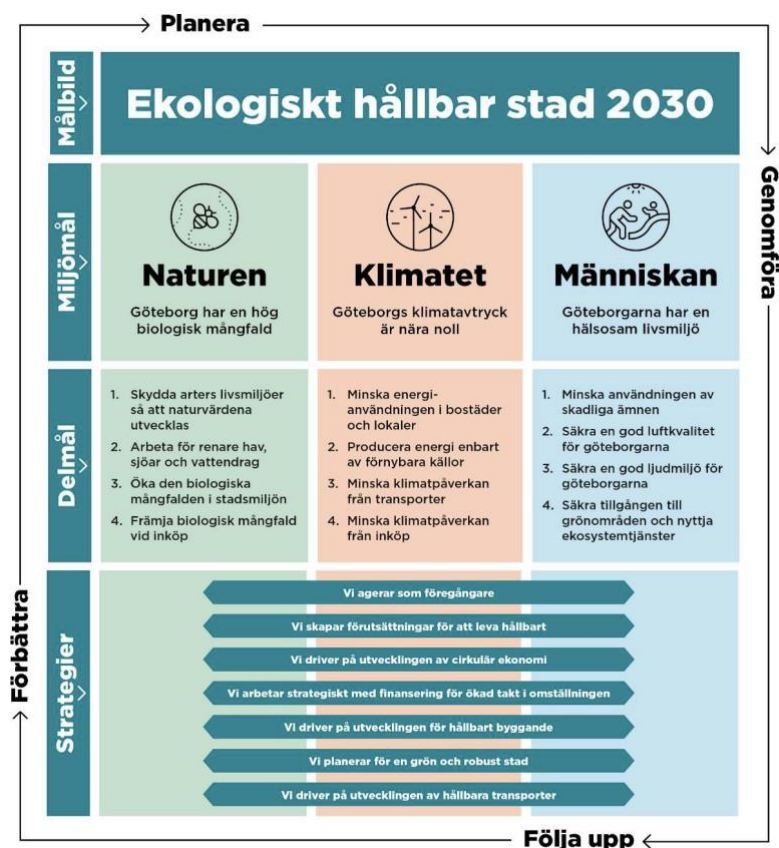 Planera
Målbild
Ekologiskt hållbar stad 2030
Genomföra
Miljömål
Naturen
Göteborg har en hög
biologisk mångfald
Klimatet
Göteborgs klimatavtryck
är nära noll
Människan
Göteborgarna har en
hälsosam livsmiljö
Delmål
1. Skydda arters livsmiljöer
så att naturvärdena
utvecklas
2. Arbeta för renare hav,
sjöar och vattendrag
3. Öka den biologiska
mångfalden i stadsmiljön
4. Främja biologisk mångfald
vid inköp
1. Minska energi-
användningen i bostäder
och lokaler
2. Producera energi enbart
av förnybara källor
3. Minska klimatpåverkan
från transporter
4. Minska klimatpåverkan
från inköp
1. Minska användningen av
skadliga ämnen
2. Säkra en god luftkvalitet
för göteborgarna
3. Säkra en god ljudmiljö för
göteborgarna
4. Säkra tillgången till
grönområden och nyttja
ekosystemtjänster
Förbättra
Strategier
Vi agerar som föregångare
Vi skapar förutsättningar för att leva hållbart
Vi driver på utvecklingen av cirkulär ekonomi
Vi arbetar strategiskt med finansering för ökad takt i omställningen
Vi driver på utvecklingen för hållbart byggande
Vi planerar för en grön och robust stad
Vi driver på utvecklingen av hållbara transporter
Följa upp